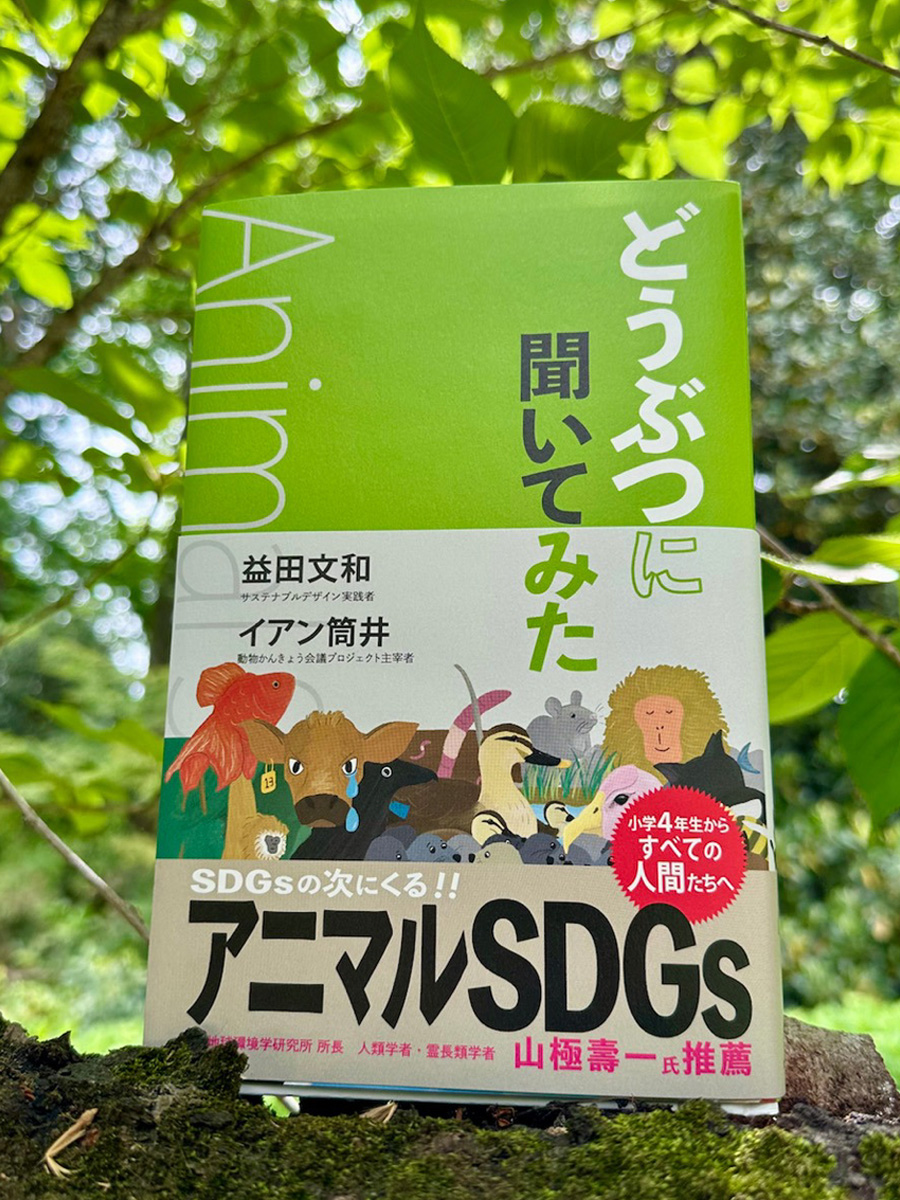 どうぶつに
聞いてみた
Animals
益田文和
サステナブルデザイン実践者
イアン筒井
動物かんきょう会議プロジェクト主宰者
13
小学4年生から
すべての
人間たちへ
SDGsの次にくる!!
アニマルSDGs
地球環境学研究所 所長 人類学者・霊長類学者 山極壽一氏推薦